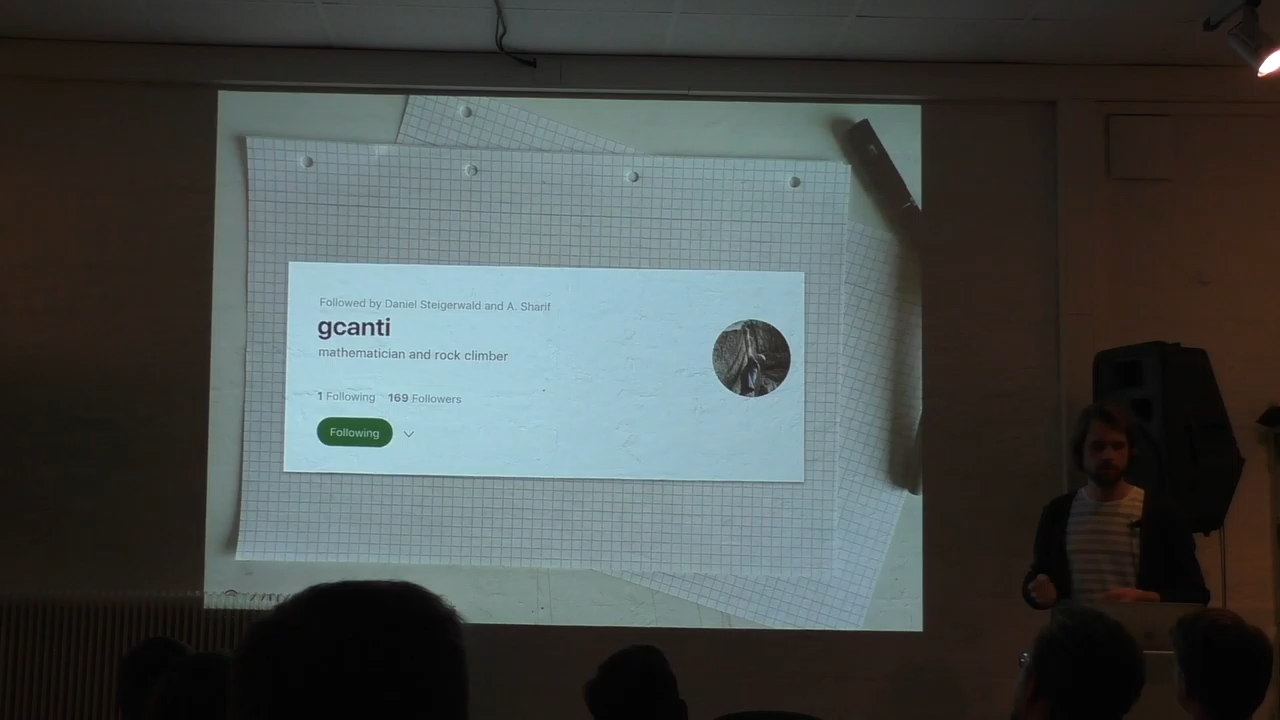 Followed by Daniel Steigerwald and A. Sharif
gcanti
mathematician and rock climber
1 Following 169 Followers
Following